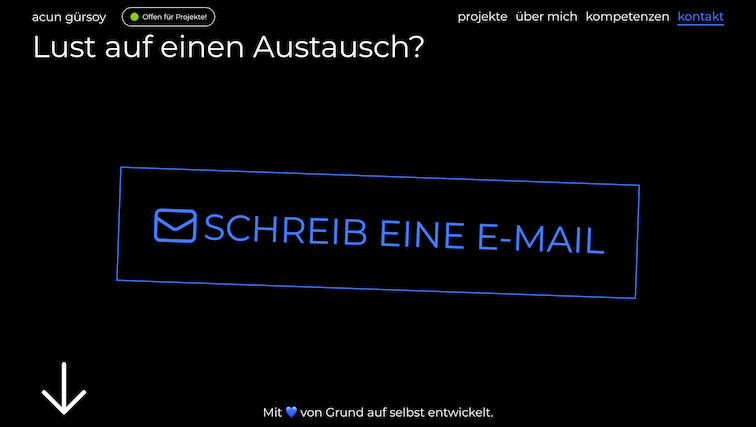 acun gürsoy
Offen für Projekte!
projekte über mich kompetenzen kontakt
Lust auf einen Austausch?
SCHREIB EINE E-MAIL
Mit 💙 von Grund auf selbst entwickelt.